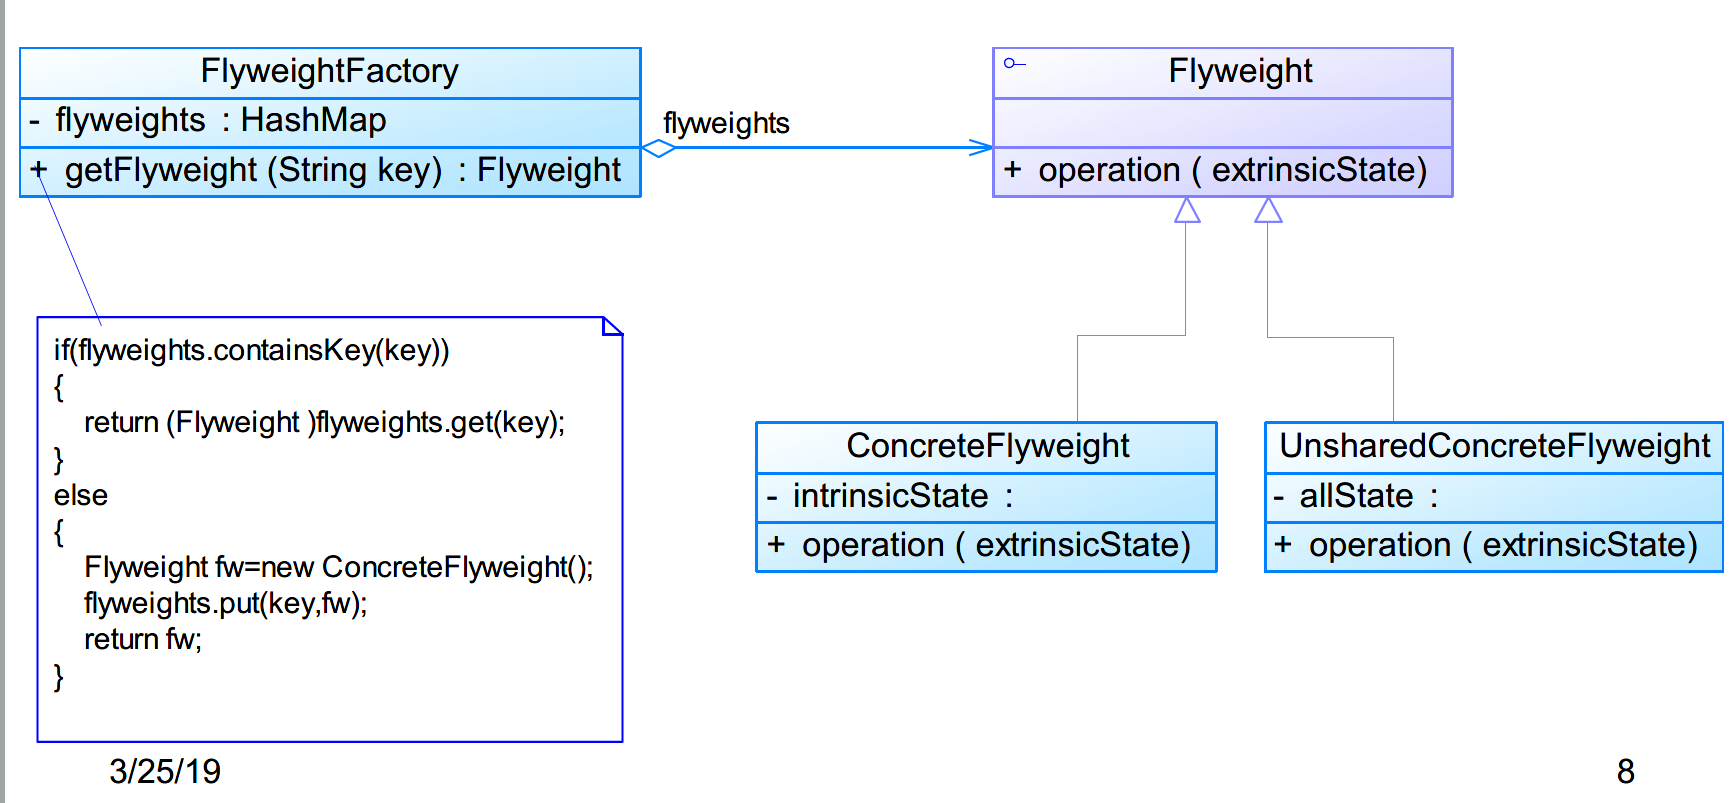 FlyweightFactory
- flyweights : HashMap
+ getFlyweight (String key) : Flyweight
flyweights
Flyweight
+ operation ( extrinsicState)
if(flyweights.containsKey(key))
{
return (Flyweight )flyweights.get(key);
}
else
{
Flyweight fw=new ConcreteFlyweight();
flyweights.put(key,fw);
return fw;
}
ConcreteFlyweight
- intrinsicState :
+ operation ( extrinsicState)
UnsharedConcreteFlyweight
- allState :
+ operation ( extrinsicState)
3/25/19
8